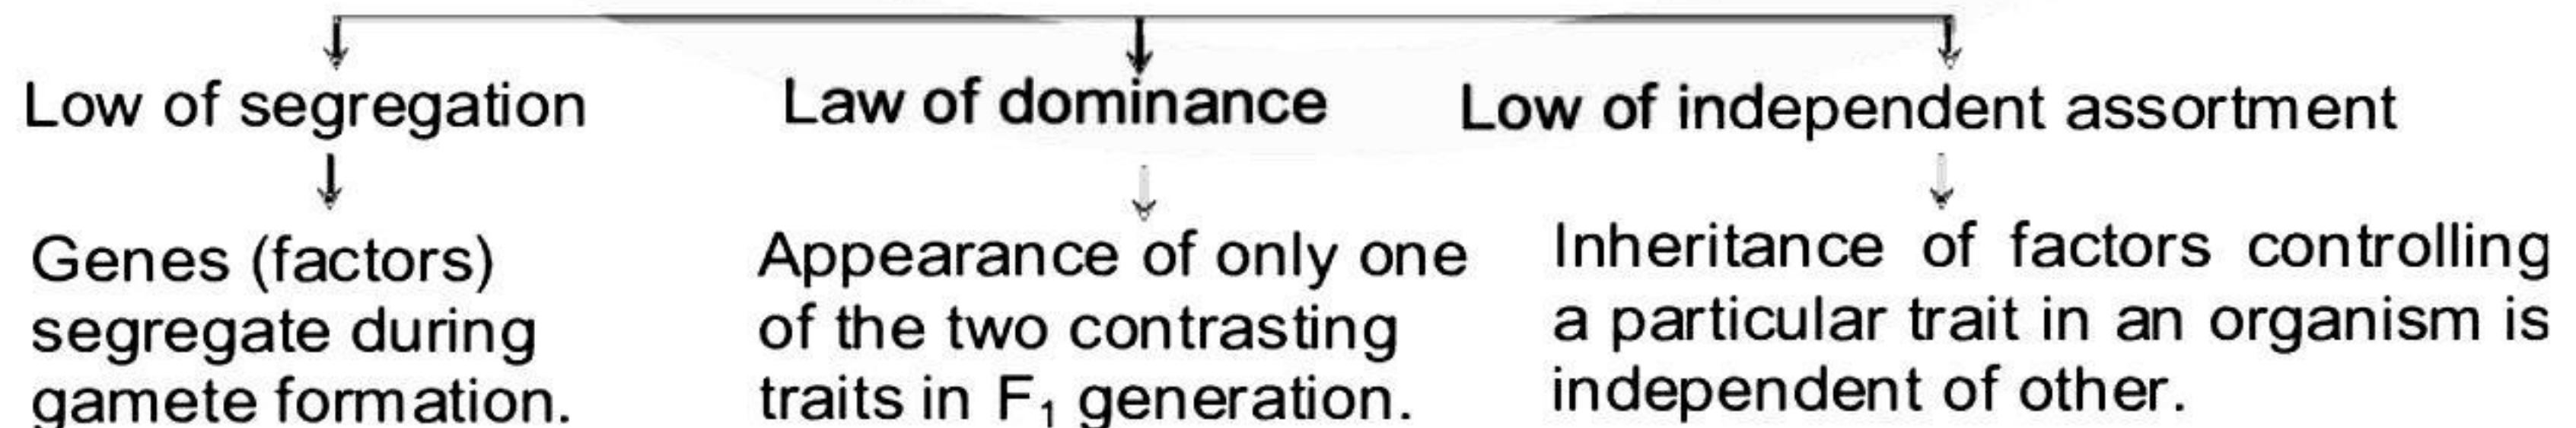 Low of segregation
Law of dominance
Low of independent assortment
Genes (factors)
segregate during
gamete formation.
Appearance of only one
of the two contrasting
traits in F₁ generation.
Inheritance of factors controlling
a particular trait in an organism is
independent of other.